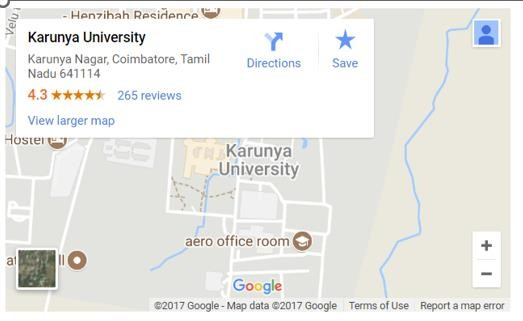 Velu
Henzibah Residence
Karunya University
Karunya Nagar, Coimbatore, Tamil
Nadu 641114
4.3 265 reviews
View larger map
Directions
Save
Hostel
Karunya
University
aero office room
Google
+
−
©2017 Google - Map data ©2017 Google Terms of Use Report a map error